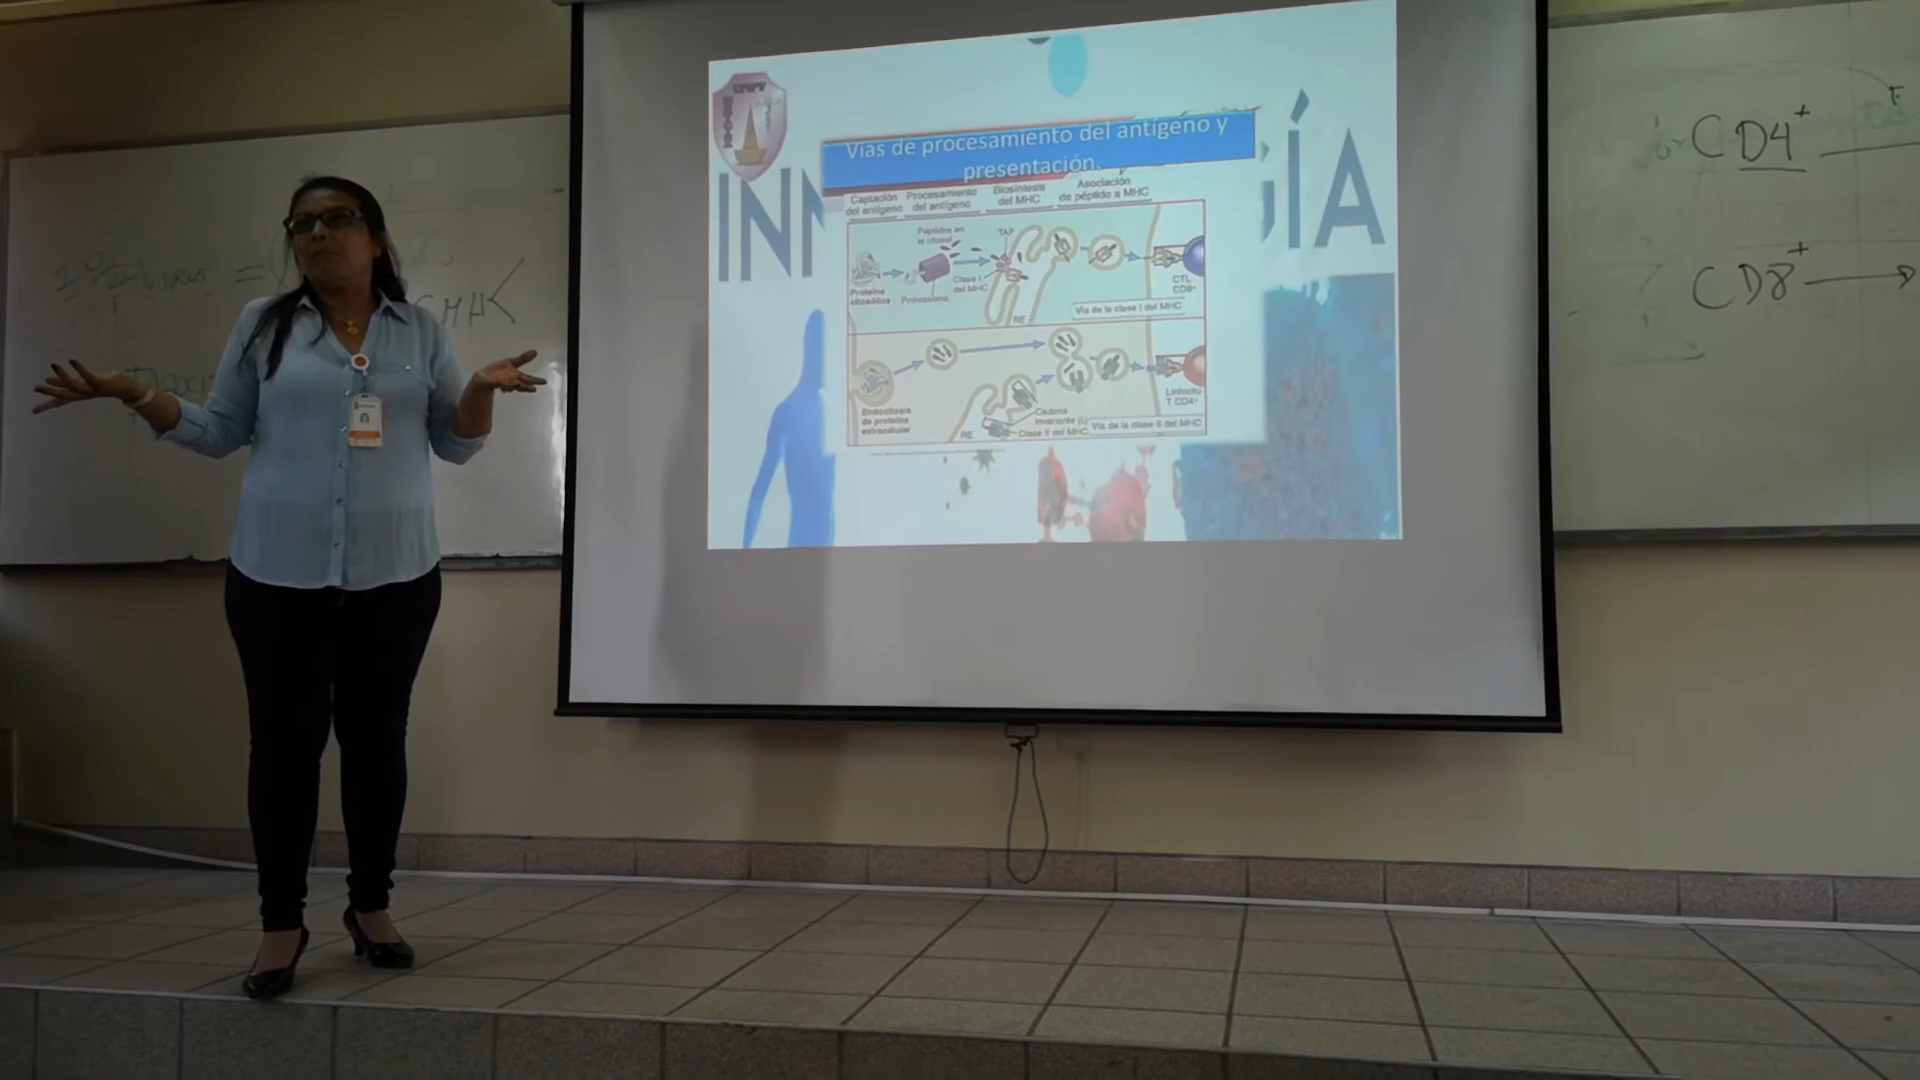 Virus =
CMH
INM
GÍA
Vías de procesamiento del antígeno y
presentación.
Captación
del antígeno
Procesamiento
del antígeno
Biosíntesis
del MHC
Asociación
de péptido a MHC
Péptidos en
el citosol
TAP
Proteína
citosólica
Proteasoma
Clase I
del MHC
RE
CTL
CD8+
Vía de la clase I del MHC
Endocitosis
de proteína
extracelular
RE
Cadena
invariante (Ii)
Clase II del MHC
Linfocito
T CD4+
Vía de la clase II del MHC
CD4+
CD8+